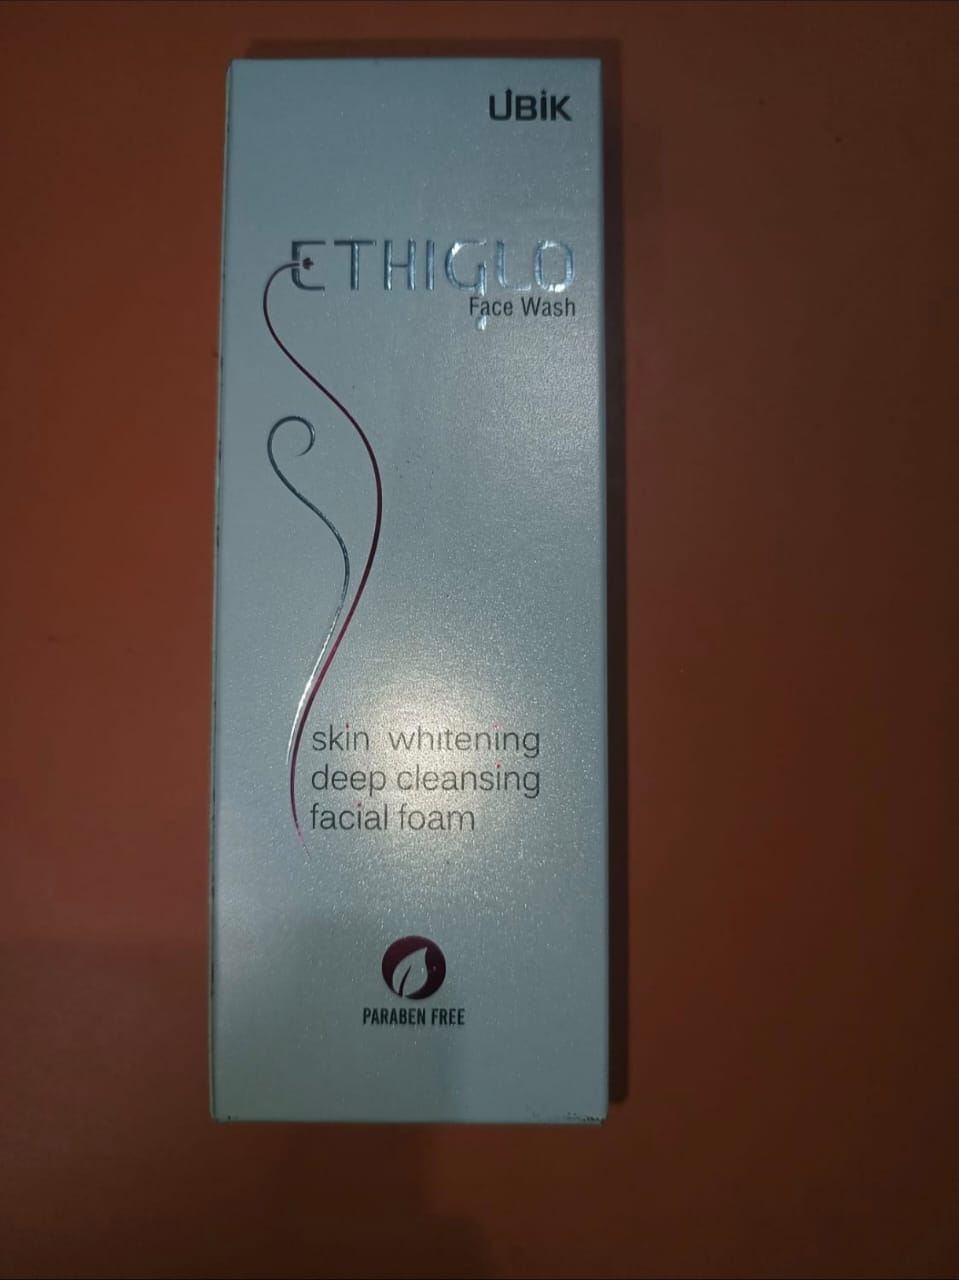 UBIK
ETHIGLO
Face Wash
skin whitening
deep cleansing
facial foam
PARABEN FREE